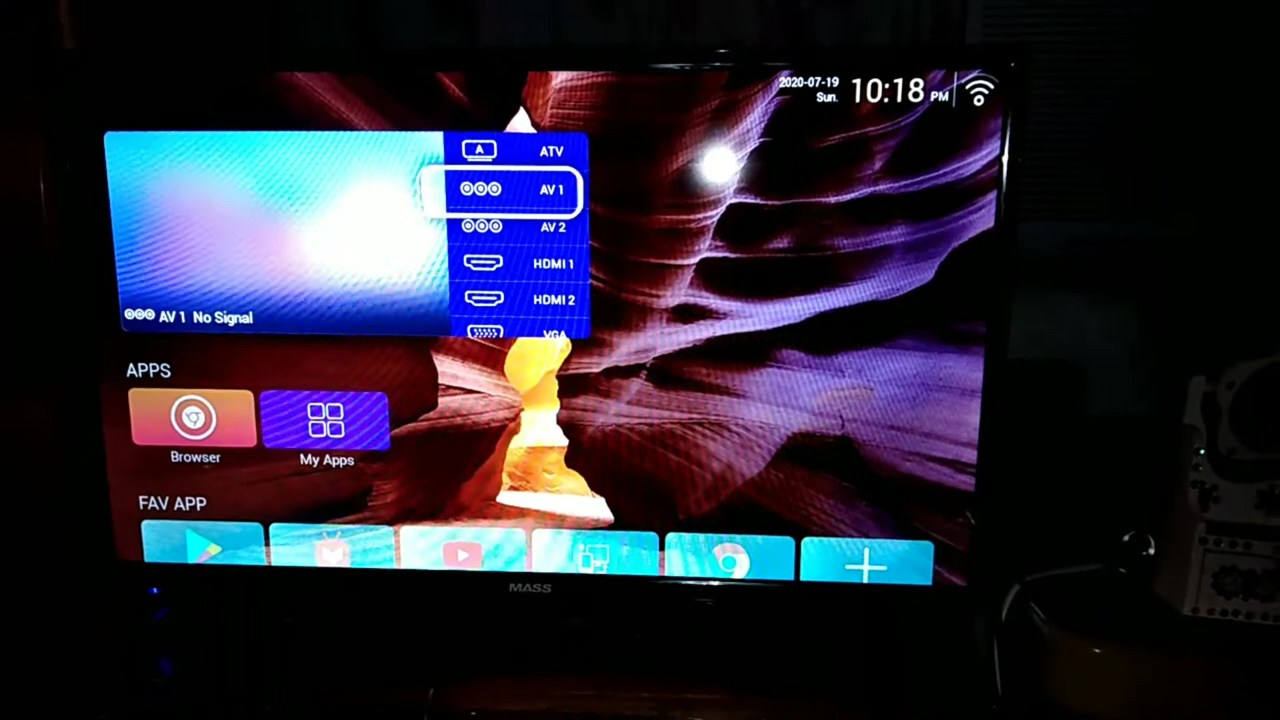 2020-07-19
Sun.
10:18 PM
A
ATV
AV 1
AV 2
HDMI 1
HDMI 2
VGA
AV 1 No Signal
APPS
Browser
My Apps
FAV APP
MASS